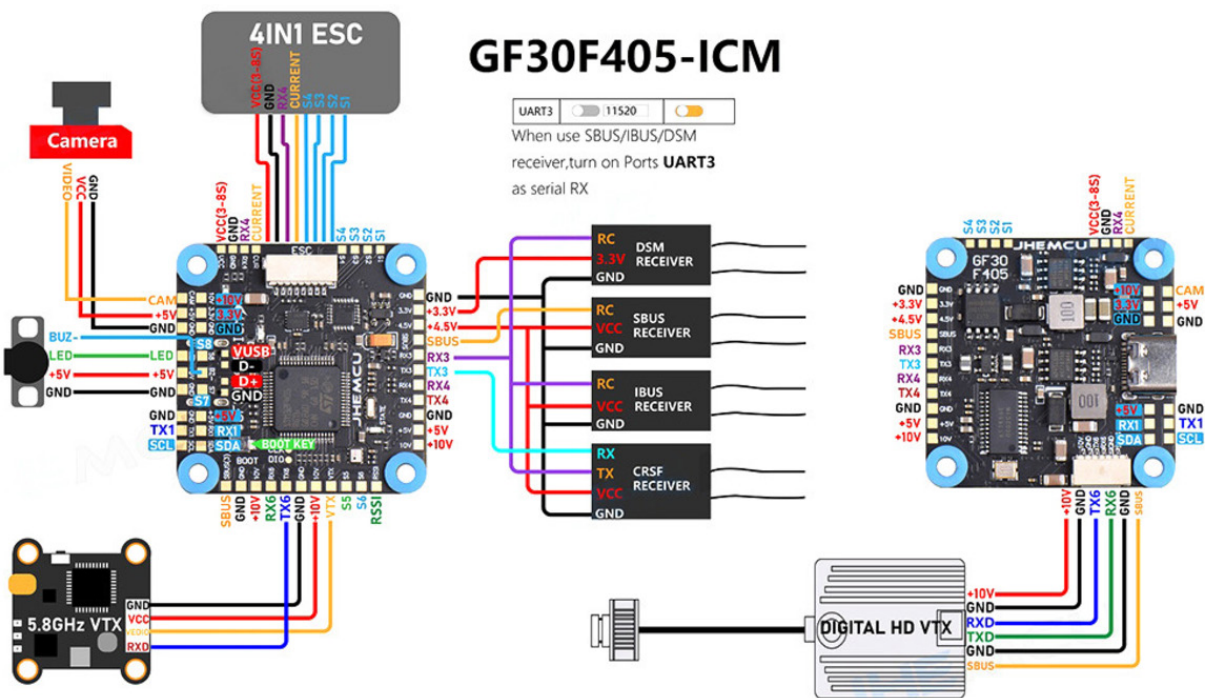 4IN1 ESC
VCC(3-8S)
GND
RX4
CURRENT
S4
S3
S2
S1
GF30F405-ICM
UART3 11520
When use SBUS/IBUS/DSM
receiver,turn on Ports UART3
as serial RX
Camera
VIDEO
VCC
GND
VCC(3-8S)
GND
RX4
CURRENT
ESC
S4
S3
S2
S1
CAM
+5V
GND
BUZ-
LED
+5V
GND
GND
TX1
SCL
+10V
3.3V
GND
S8
LED
+5V
S7
+5V
RX1
SDA
VUSB
D-
D+
GND
BOOT KEY
BOOT
JHEMCU
GND
+3.3V
+4.5V
SBUS
RX3
TX3
RX4
TX4
GND
+5V
+10V
SBUS
GND
+10V
RX6
TX6
GND
+10V
VTX
S5
S6
RSSI
RC
3.3V
GND
DSM
RECEIVER
RC
VCC
GND
SBUS
RECEIVER
RC
VCC
GND
IBUS
RECEIVER
RX
TX
VCC
GND
CRSF
RECEIVER
S4
S3
S2
S1
VCC(3-8S)
GND
RX4
CURRENT
JHEMCU
GF30
F405
100
100
GND
+3.3V
+4.5V
SBUS
RX3
TX3
RX4
TX4
GND
+5V
+10V
+10V
3.3V
GND
CAM
+5V
GND
+5V
RX1
SDA
GND
TX1
SCL
+10V
GND
TX6
RX6
GND
SBUS
5.8GHz VTX
GND
VCC
VEDIO
RXD
DIGITAL HD VTX
+10V
GND
RXD
TXD
GND
SBUS